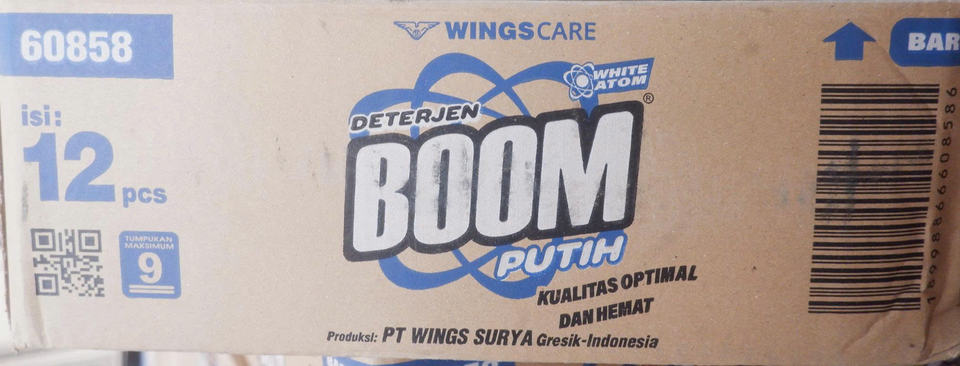 60858
WINGSCARE
BAR
isi:
12 pcs
TUMPUKAN
MAKSIMUM
9
WHITE
ATOM
DETERJEN
BOOM®
PUTIH
KUALITAS OPTIMAL
DAN HEMAT
Produksi: PT WINGS SURYA Gresik-Indonesia
18998866608586